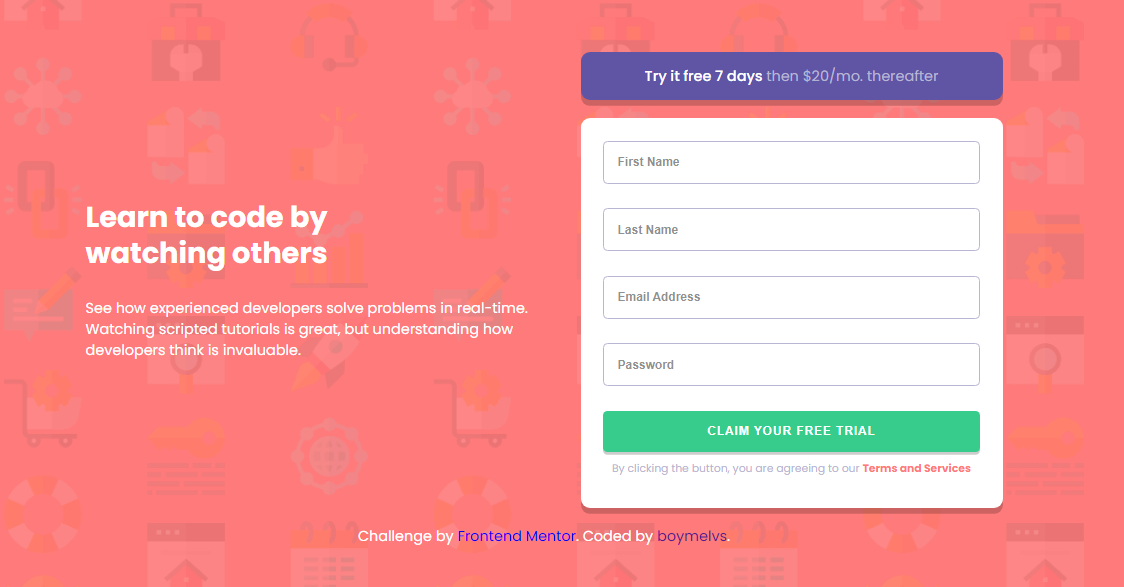 Learn to code by
watching others
See how experienced developers solve problems in real-time.
Watching scripted tutorials is great, but understanding how
developers think is invaluable.
Try it free 7 days then $20/mo. thereafter
First Name
Last Name
Email Address
Password
CLAIM YOUR FREE TRIAL
By clicking the button, you are agreeing to our Terms and Services
Challenge by Frontend Mentor. Coded by boymelvs.